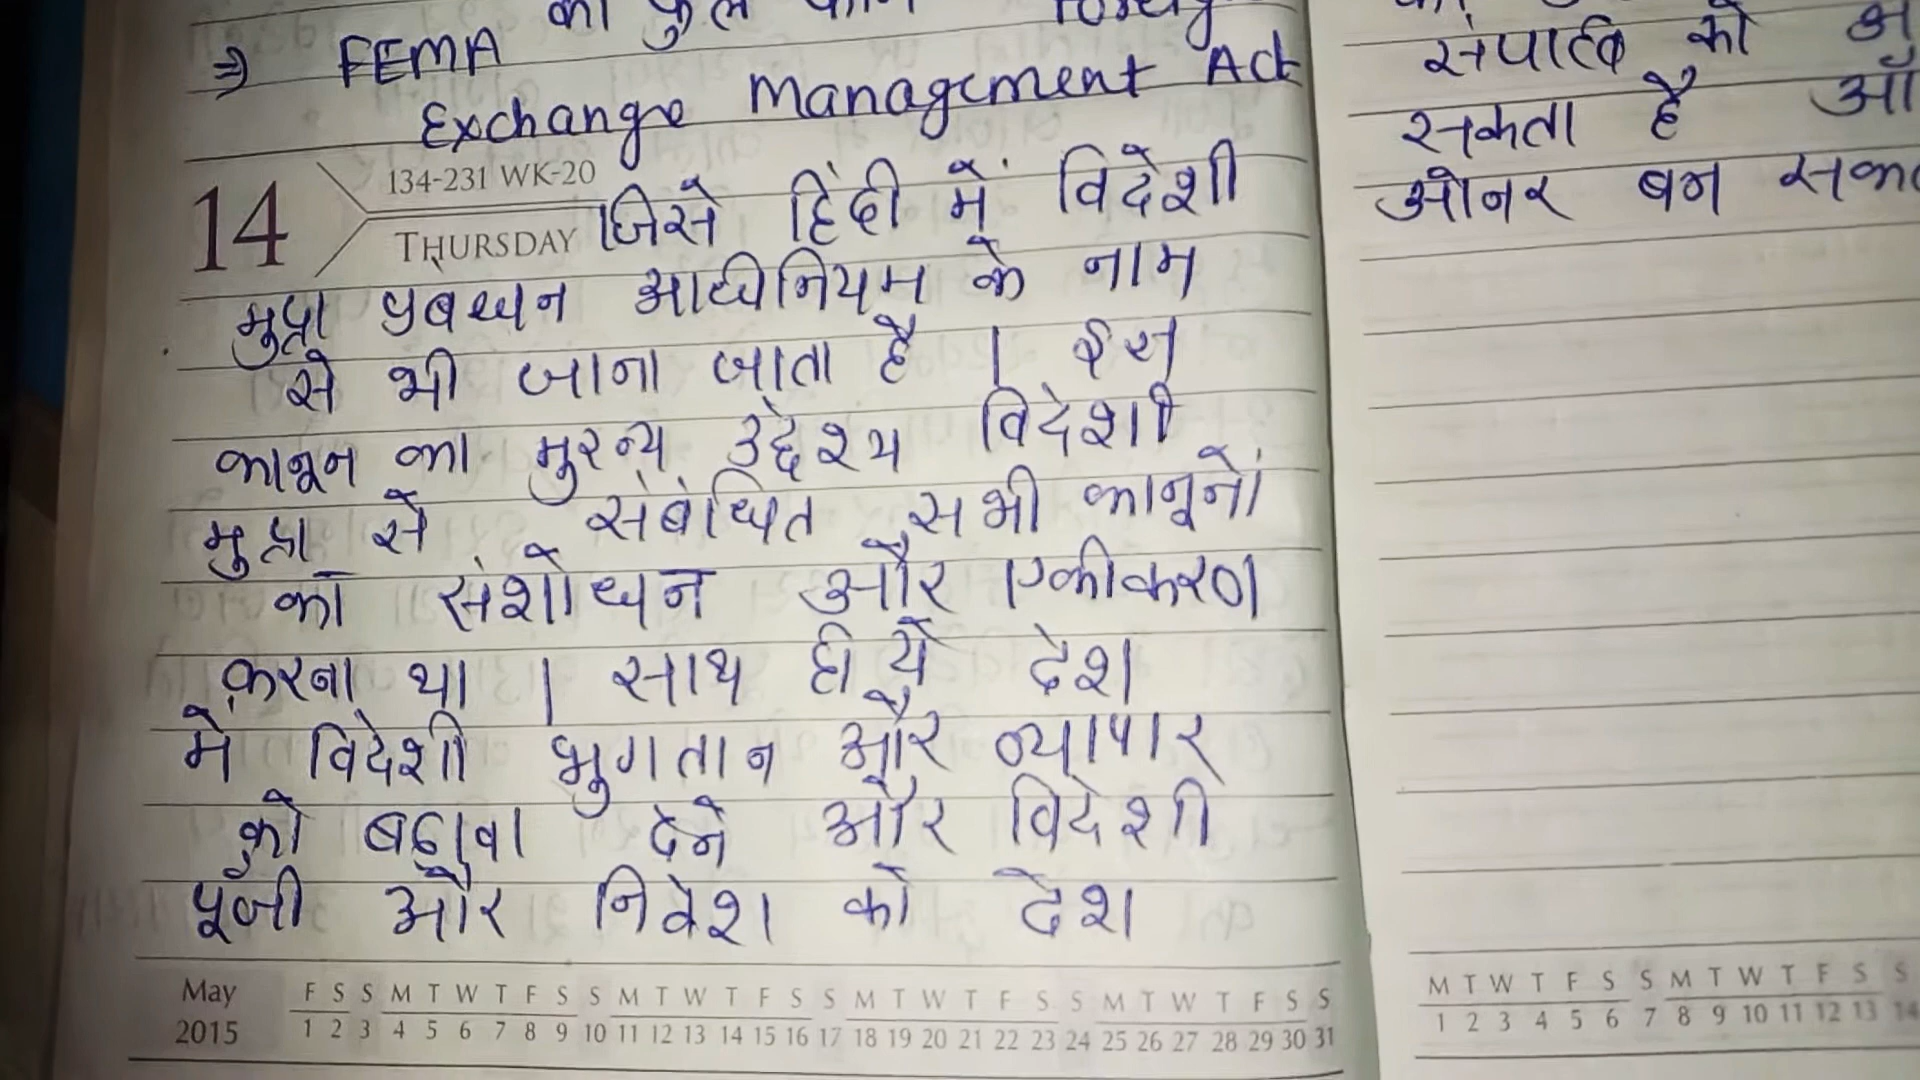 ⇒ FEMA का फुल
Exchange Management Act
14
134-231 WK-20
THURSDAY
जिसे हिंदी में विदेशी
मुद्रा प्रबंधन अधिनियम के नाम
से भी जाना जाता है । इस
कानून का मुख्य उद्देश्य विदेशी
मुद्रा से संबंधित सभी कानूनों
का संशोधन और एकीकरण
करना था । साथ ही ये देश
में विदेशी भुगतान और व्यापार
को बढ़ावा देने और विदेशी
पूंजी और निवेश को देश
May F S S M T W T F S S M T W T F S S M T W T F S S M T W T F S S
2015 1 2 3 4 5 6 7 8 9 10 11 12 13 14 15 16 17 18 19 20 21 22 23 24 25 26 27 28 29 30 31
को
सकता है
ओनर बन
M T W T F S S M T W T F S S
1 2 3 4 5 6 7 8 9 10 11 12 13 14